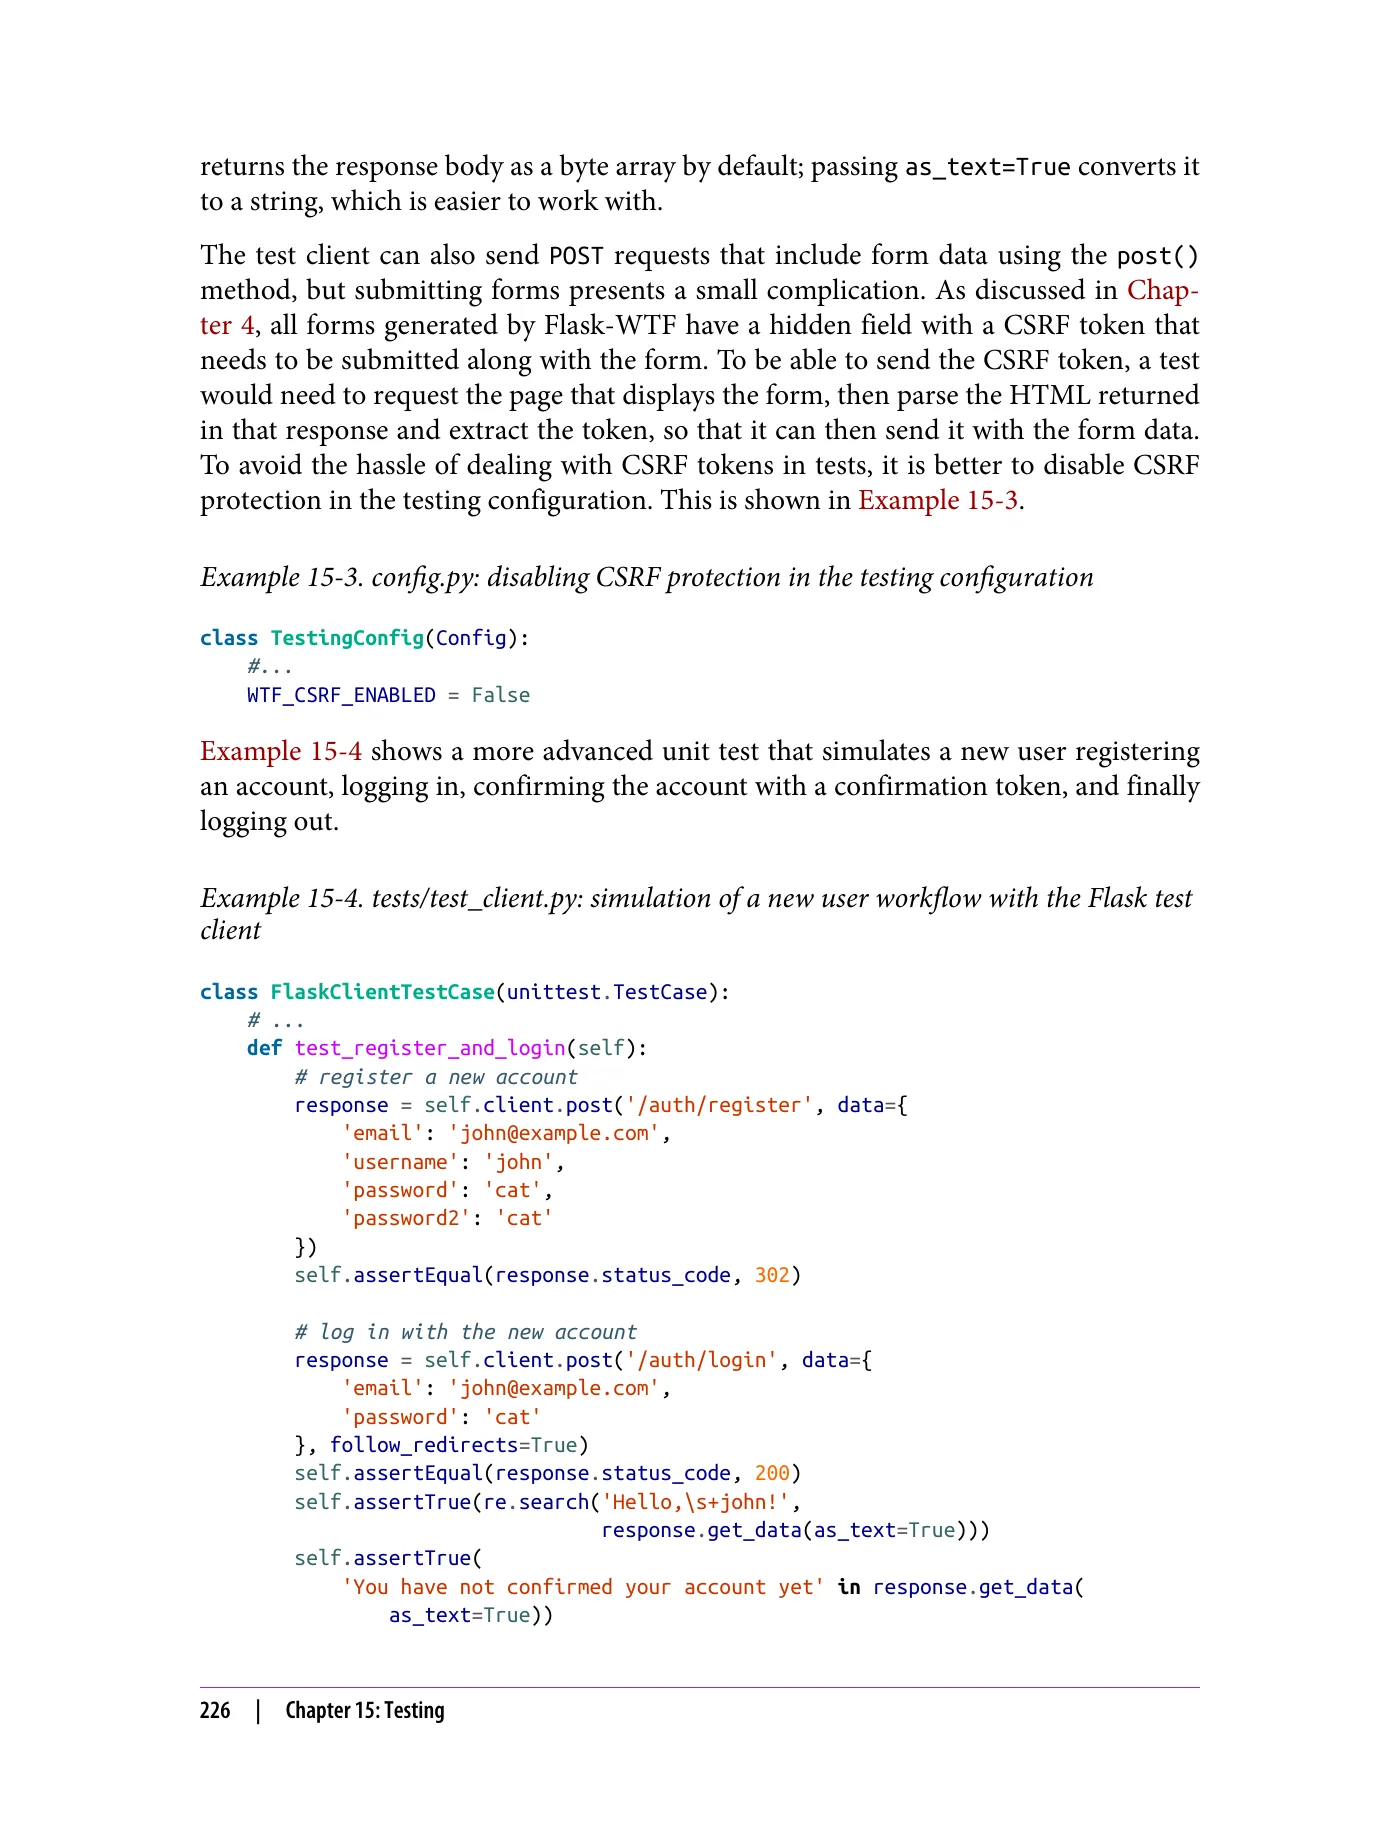 returns the response body as a byte array by default; passing as_text=True converts it
to a string, which is easier to work with.
The test client can also send POST requests that include form data using the post()
method, but submitting forms presents a small complication. As discussed in Chap-
ter 4, all forms generated by Flask-WTF have a hidden field with a CSRF token that
needs to be submitted along with the form. To be able to send the CSRF token, a test
would need to request the page that displays the form, then parse the HTML returned
in that response and extract the token, so that it can then send it with the form data.
To avoid the hassle of dealing with CSRF tokens in tests, it is better to disable CSRF
protection in the testing configuration. This is shown in Example 15-3.
Example 15-3. config.py: disabling CSRF protection in the testing configuration
class TestingConfig(Config):
    #...
    WTF_CSRF_ENABLED = False
Example 15-4 shows a more advanced unit test that simulates a new user registering
an account, logging in, confirming the account with a confirmation token, and finally
logging out.
Example 15-4. tests/test_client.py: simulation of a new user workflow with the Flask test
client
class FlaskClientTestCase(unittest.TestCase):
    # ...
    def test_register_and_login(self):
        # register a new account
        response = self.client.post('/auth/register', data={
            'email': 'john@example.com',
            'username': 'john',
            'password': 'cat',
            'password2': 'cat'
        })
        self.assertEqual(response.status_code, 302)
        # log in with the new account
        response = self.client.post('/auth/login', data={
            'email': 'john@example.com',
            'password': 'cat'
        }, follow_redirects=True)
        self.assertEqual(response.status_code, 200)
        self.assertTrue(re.search('Hello,\s+john!',
                                  response.get_data(as_text=True)))
        self.assertTrue(
            'You have not confirmed your account yet' in response.get_data(
                as_text=True))
226 | Chapter 15: Testing